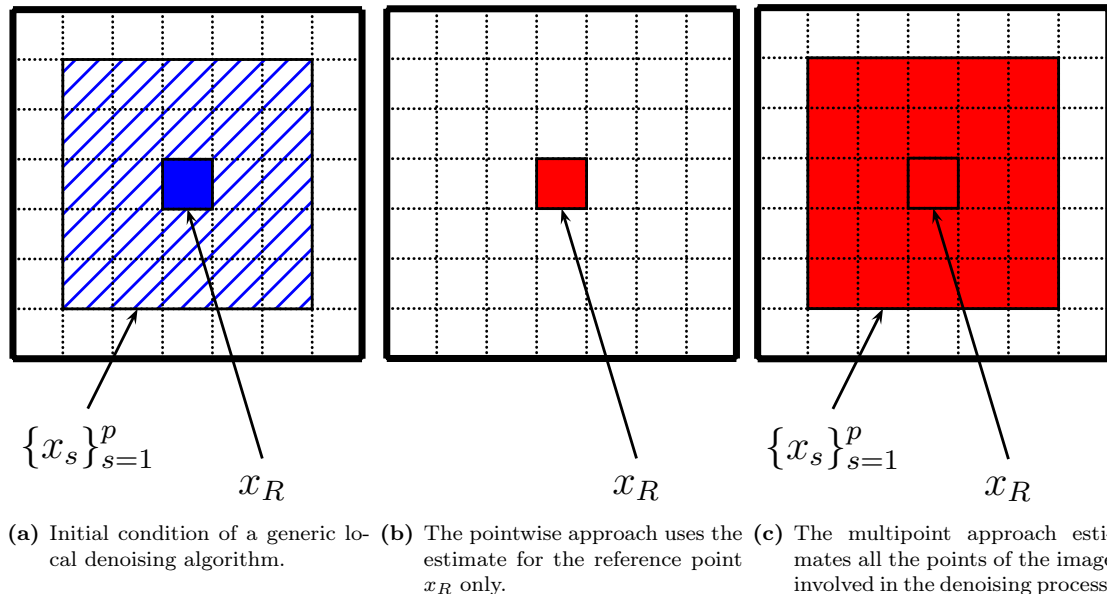 {x_s}_{s=1}^p
x_R
x_R
{x_s}_{s=1}^p
x_R
(a) Initial condition of a generic lo-
cal denoising algorithm.
(b) The pointwise approach uses the
estimate for the reference point
x_R only.
(c) The multipoint approach esti-
mates all the points of the image
involved in the denoising process